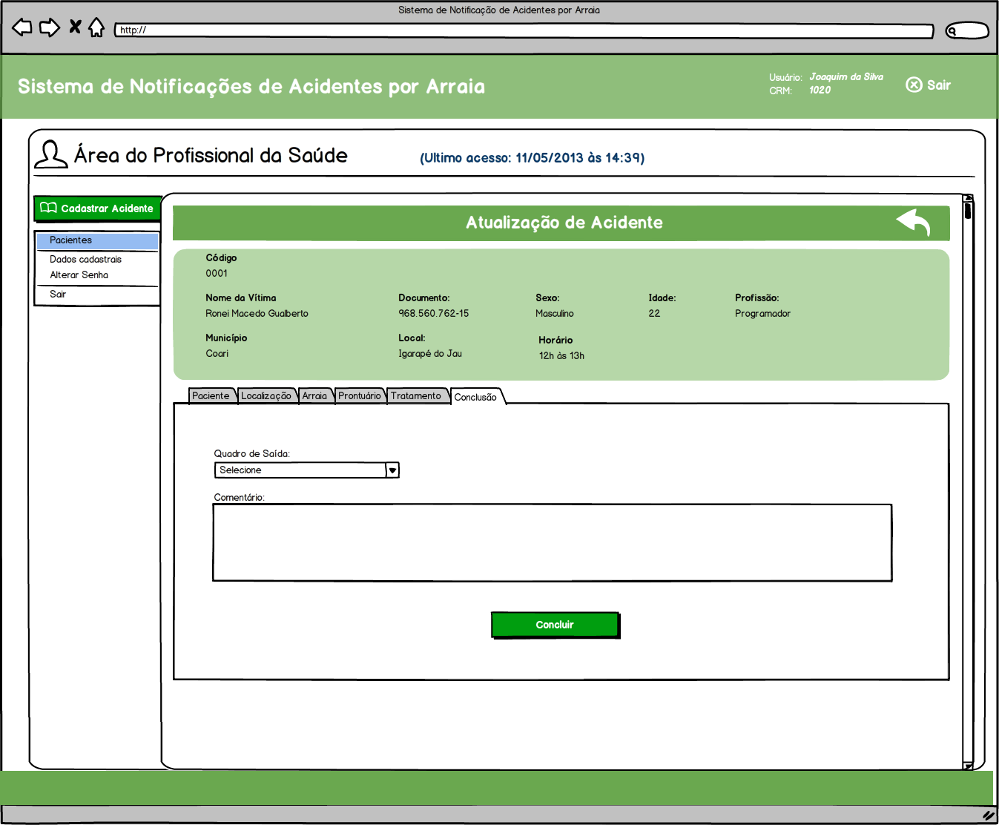 Sistema de Notificação de Acidentes por Arraia
http://
Sistema de Notificações de Acidentes por Arraia
Usuário: Joaquim da Silva
CRM: 1020
Sair
Área do Profissional da Saúde
(Ultimo acesso: 11/05/2013 às 14:39)
Cadastrar Acidente
Pacientes
Dados cadastrais
Alterar Senha
Sair
Atualização de Acidente
Código
0001
Nome da Vítima Documento: Sexo: Idade: Profissão:
Ronei Macedo Gualberto 968.560.762-15 Masculino 22 Programador
Município Local: Horário
Coari Igarapé do Jau 12h às 13h
Paciente Localização Arraia Prontuário Tratamento Conclusão
Quadro de Saída:
Selecione
Comentário:
Concluir